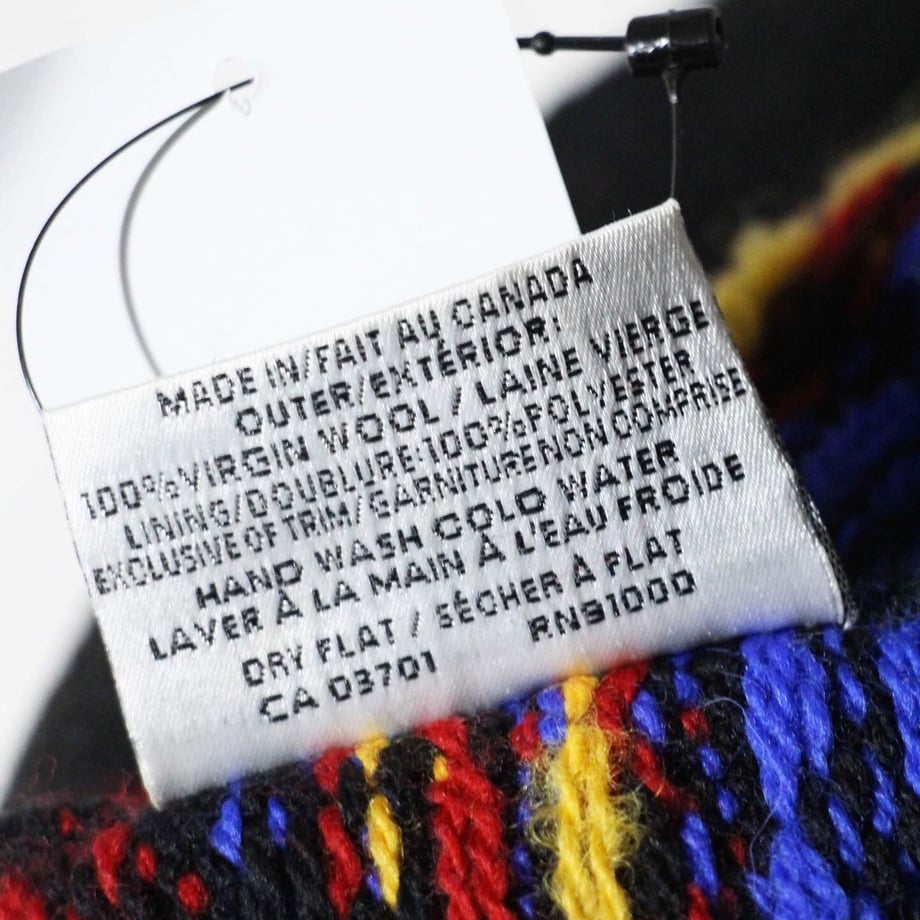 MADE IN/FAIT AU CANADA
OUTER/EXTÉRIOR:
100% VIRGIN WOOL / LAINE VIERGE
LINING/DOUBLURE:100%POLYESTER
EXCLUSIVE OF TRIM/GARNITURE NON COMPRISE
HAND WASH COLD WATER
LAVER À LA MAIN À L'EAU FROIDE
DRY FLAT / SÉCHER À FLAT
CA 03701 RN91000